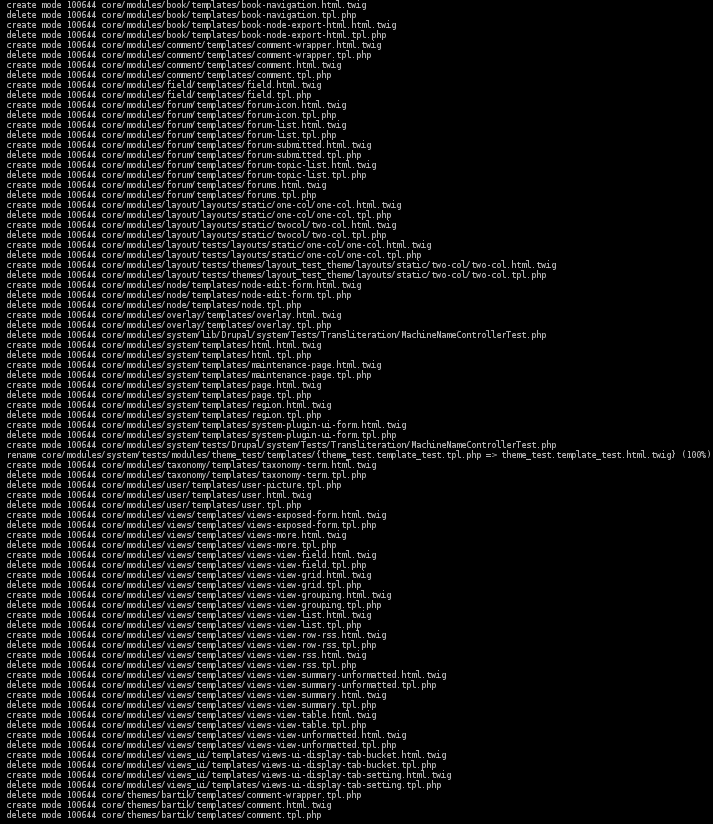 create mode 100644 core/modules/book/templates/book-navigation.html.twig
delete mode 100644 core/modules/book/templates/book-navigation.tpl.php
create mode 100644 core/modules/book/templates/book-node-export-html.html.twig
delete mode 100644 core/modules/book/templates/book-node-export-html.tpl.php
create mode 100644 core/modules/comment/templates/comment-wrapper.html.twig
delete mode 100644 core/modules/comment/templates/comment-wrapper.tpl.php
create mode 100644 core/modules/comment/templates/comment.html.twig
delete mode 100644 core/modules/comment/templates/comment.tpl.php
create mode 100644 core/modules/field/templates/field.html.twig
delete mode 100644 core/modules/field/templates/field.tpl.php
create mode 100644 core/modules/forum/templates/forum-icon.html.twig
delete mode 100644 core/modules/forum/templates/forum-icon.tpl.php
create mode 100644 core/modules/forum/templates/forum-list.html.twig
delete mode 100644 core/modules/forum/templates/forum-list.tpl.php
create mode 100644 core/modules/forum/templates/forum-submitted.html.twig
delete mode 100644 core/modules/forum/templates/forum-submitted.tpl.php
create mode 100644 core/modules/forum/templates/forum-topic-list.html.twig
delete mode 100644 core/modules/forum/templates/forum-topic-list.tpl.php
create mode 100644 core/modules/forum/templates/forums.html.twig
delete mode 100644 core/modules/forum/templates/forums.tpl.php
create mode 100644 core/modules/layout/layouts/static/one-col/one-col.html.twig
delete mode 100644 core/modules/layout/layouts/static/one-col/one-col.tpl.php
create mode 100644 core/modules/layout/layouts/static/twocol/two-col.html.twig
delete mode 100644 core/modules/layout/layouts/static/twocol/two-col.tpl.php
create mode 100644 core/modules/layout/tests/layouts/static/one-col/one-col.html.twig
delete mode 100644 core/modules/layout/tests/layouts/static/one-col/one-col.tpl.php
create mode 100644 core/modules/layout/tests/themes/layout_test_theme/layouts/static/two-col/two-col.html.twig
delete mode 100644 core/modules/layout/tests/themes/layout_test_theme/layouts/static/two-col/two-col.tpl.php
create mode 100644 core/modules/node/templates/node-edit-form.html.twig
delete mode 100644 core/modules/node/templates/node-edit-form.tpl.php
delete mode 100644 core/modules/node/templates/node.tpl.php
create mode 100644 core/modules/overlay/templates/overlay.html.twig
delete mode 100644 core/modules/overlay/templates/overlay.tpl.php
delete mode 100644 core/modules/system/lib/Drupal/system/Tests/Transliteration/MachineNameControllerTest.php
create mode 100644 core/modules/system/templates/html.html.twig
delete mode 100644 core/modules/system/templates/html.tpl.php
create mode 100644 core/modules/system/templates/maintenance-page.html.twig
delete mode 100644 core/modules/system/templates/maintenance-page.tpl.php
create mode 100644 core/modules/system/templates/page.html.twig
delete mode 100644 core/modules/system/templates/page.tpl.php
create mode 100644 core/modules/system/templates/region.html.twig
delete mode 100644 core/modules/system/templates/region.tpl.php
create mode 100644 core/modules/system/templates/system-plugin-ui-form.html.twig
delete mode 100644 core/modules/system/templates/system-plugin-ui-form.tpl.php
create mode 100644 core/modules/system/tests/Drupal/system/Tests/Transliteration/MachineNameControllerTest.php
rename core/modules/system/tests/modules/theme_test/templates/{theme_test.template_test.tpl.php => theme_test.template_test.html.twig} (100%)
create mode 100644 core/modules/taxonomy/templates/taxonomy-term.html.twig
delete mode 100644 core/modules/taxonomy/templates/taxonomy-term.tpl.php
delete mode 100644 core/modules/user/templates/user-picture.tpl.php
create mode 100644 core/modules/user/templates/user.html.twig
delete mode 100644 core/modules/user/templates/user.tpl.php
create mode 100644 core/modules/views/templates/views-exposed-form.html.twig
delete mode 100644 core/modules/views/templates/views-exposed-form.tpl.php
create mode 100644 core/modules/views/templates/views-more.html.twig
delete mode 100644 core/modules/views/templates/views-more.tpl.php
create mode 100644 core/modules/views/templates/views-view-field.html.twig
delete mode 100644 core/modules/views/templates/views-view-field.tpl.php
create mode 100644 core/modules/views/templates/views-view-grid.html.twig
delete mode 100644 core/modules/views/templates/views-view-grid.tpl.php
create mode 100644 core/modules/views/templates/views-view-grouping.html.twig
delete mode 100644 core/modules/views/templates/views-view-grouping.tpl.php
create mode 100644 core/modules/views/templates/views-view-list.html.twig
delete mode 100644 core/modules/views/templates/views-view-list.tpl.php
create mode 100644 core/modules/views/templates/views-view-row-rss.html.twig
delete mode 100644 core/modules/views/templates/views-view-row-rss.tpl.php
create mode 100644 core/modules/views/templates/views-view-rss.html.twig
delete mode 100644 core/modules/views/templates/views-view-rss.tpl.php
create mode 100644 core/modules/views/templates/views-view-summary-unformatted.html.twig
delete mode 100644 core/modules/views/templates/views-view-summary-unformatted.tpl.php
create mode 100644 core/modules/views/templates/views-view-summary.html.twig
delete mode 100644 core/modules/views/templates/views-view-summary.tpl.php
create mode 100644 core/modules/views/templates/views-view-table.html.twig
delete mode 100644 core/modules/views/templates/views-view-table.tpl.php
create mode 100644 core/modules/views/templates/views-view-unformatted.html.twig
delete mode 100644 core/modules/views/templates/views-view-unformatted.tpl.php
create mode 100644 core/modules/views_ui/templates/views-ui-display-tab-bucket.html.twig
delete mode 100644 core/modules/views_ui/templates/views-ui-display-tab-bucket.tpl.php
create mode 100644 core/modules/views_ui/templates/views-ui-display-tab-setting.html.twig
delete mode 100644 core/modules/views_ui/templates/views-ui-display-tab-setting.tpl.php
delete mode 100644 core/themes/bartik/templates/comment-wrapper.tpl.php
create mode 100644 core/themes/bartik/templates/comment.html.twig
delete mode 100644 core/themes/bartik/templates/comment.tpl.php